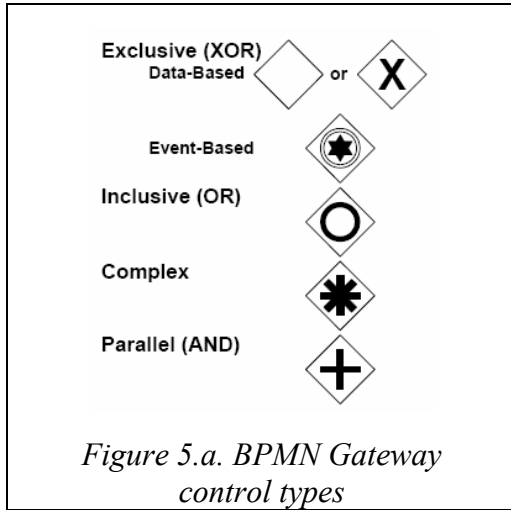 Exclusive (XOR)
Data-Based or X
Event-Based
Inclusive (OR)
Complex
Parallel (AND)
Figure 5.a. BPMN Gateway
control types